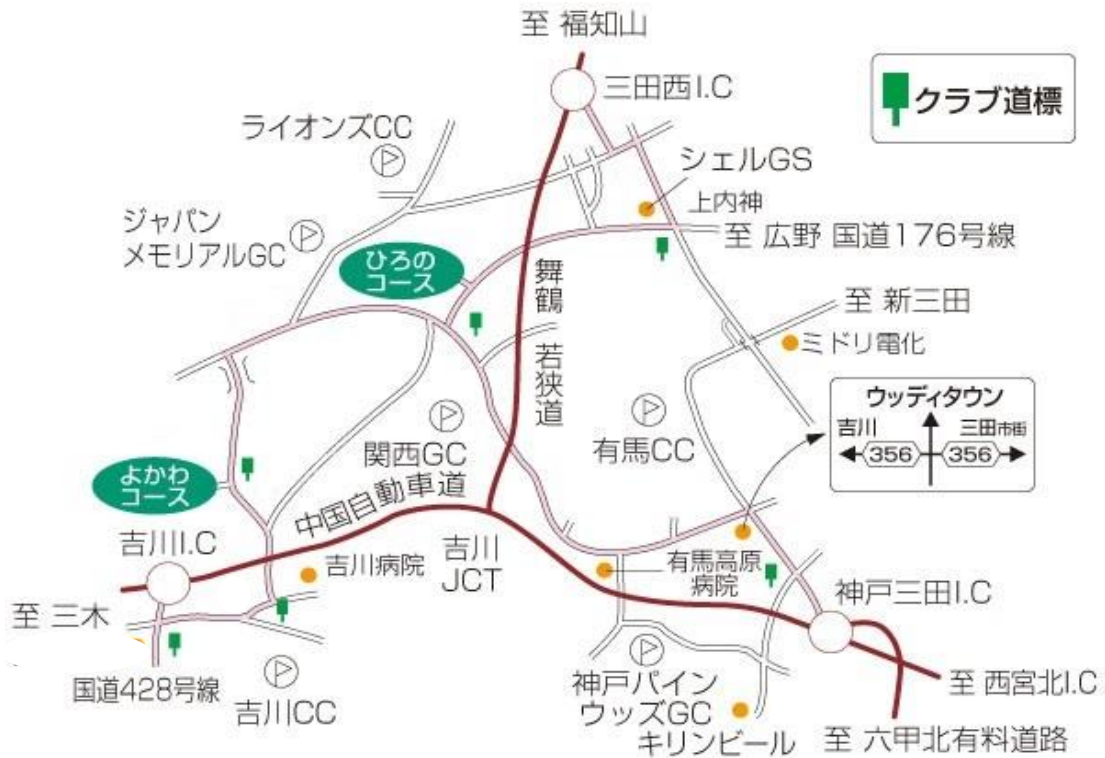 至 福知山
三田西I.C
クラブ道標
ライオンズCC
シェルGS
上内神
ジャパン
メモリアルGC
至 広野 国道176号線
ひろの
コース
舞鶴
若狭道
至 新三田
ミドリ電化
ウッディタウン
吉川
三田市街
356
356
有馬CC
関西GC
よかわ
コース
中国自動車道
吉川I.C
吉川病院
吉川
JCT
有馬高原
病院
神戸三田I.C
至 三木
国道428号線
吉川CC
神戸パイン
ウッズGC
キリンビール
至 西宮北I.C
至 六甲北有料道路